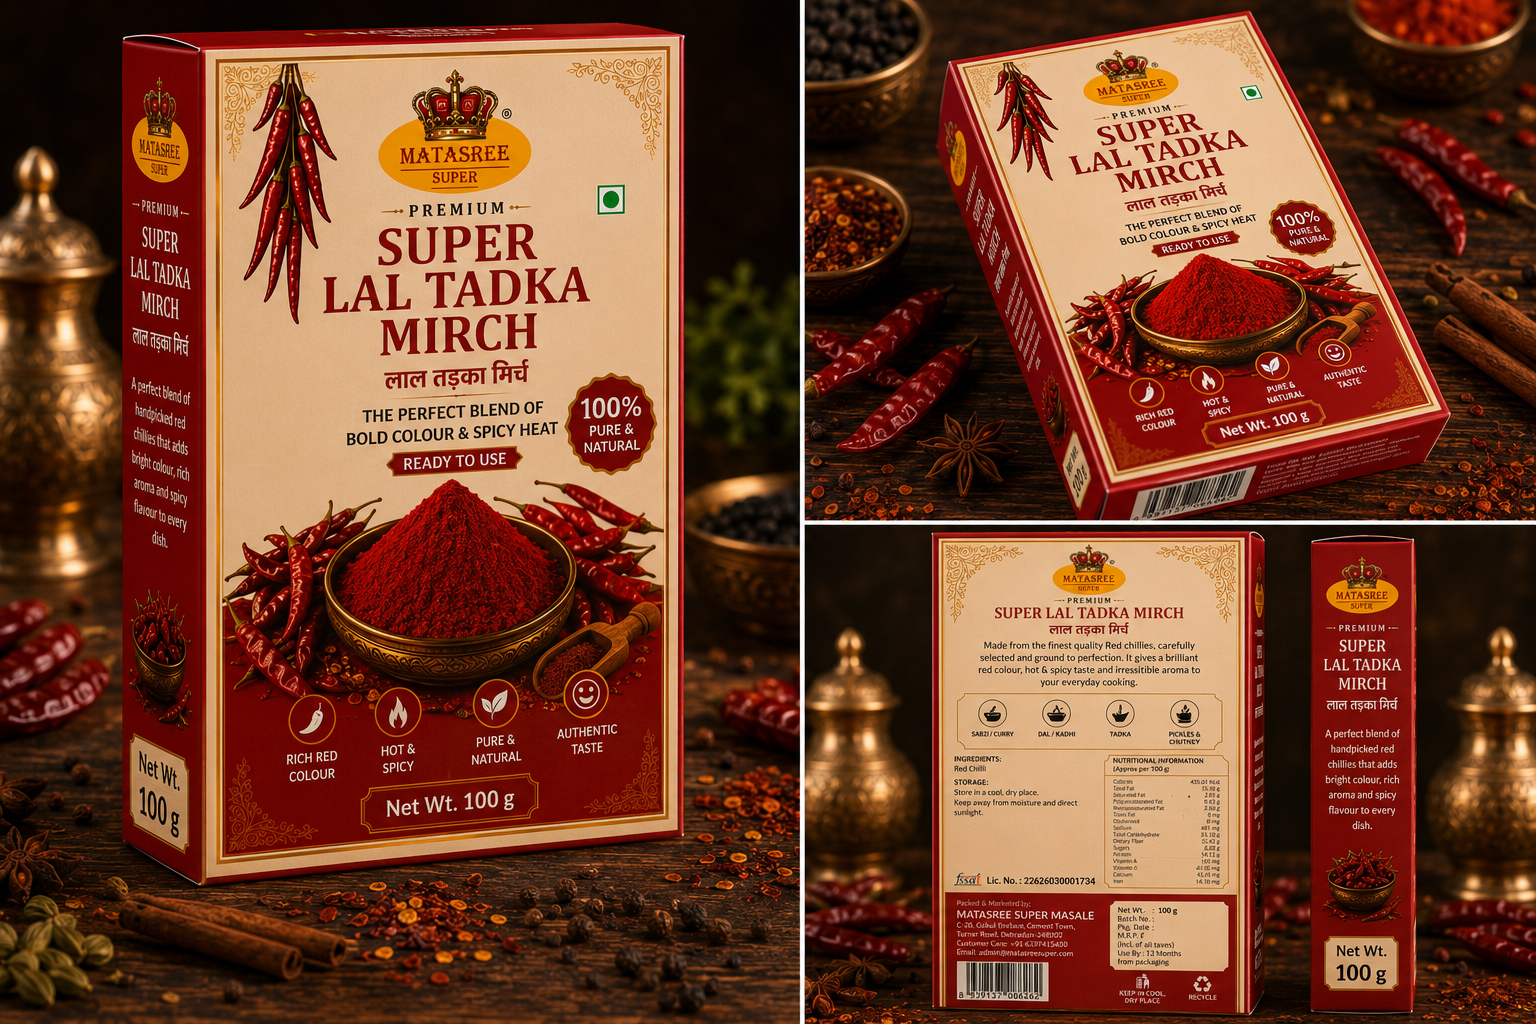 MATASREE
SUPER
PREMIUM
SUPER
LAL TADKA
MIRCH
लाल तड़का मिर्च
A perfect blend of
handpicked red
chillies that adds
bright colour, rich
aroma and spicy
flavour to every
dish.
Net Wt.
100 g
®
MATASREE
SUPER
PREMIUM
SUPER
LAL TADKA
MIRCH
लाल तड़का मिर्च
THE PERFECT BLEND OF
BOLD COLOUR & SPICY HEAT
READY TO USE
100%
PURE &
NATURAL
RICH RED
COLOUR
HOT &
SPICY
PURE &
NATURAL
AUTHENTIC
TASTE
Net Wt. 100 g
MATASREE
SUPER
PREMIUM
SUPER
LAL TADKA
MIRCH
लाल तड़का मिर्च
THE PERFECT BLEND OF
BOLD COLOUR & SPICY HEAT
READY TO USE
100%
PURE &
NATURAL
RICH RED
COLOUR
HOT &
SPICY
PURE &
NATURAL
AUTHENTIC
TASTE
Net Wt. 100 g
MATASREE
PREMIUM
SUPER LAL TADKA MIRCH
लाल तड़का मिर्च
Made from the finest quality Red chillies, carefully
selected and ground to perfection. It gives a brilliant
red colour, hot & spicy taste and irressistible aroma to
your everyday cooking.
SABZI / CURRY
DAL / KADHI
TADKA
PICKLES &
CHUTNEY
INGREDIENTS:
Red Chilli
STORAGE:
Store in a cool, dry place.
Keep away from moisture and direct
sunlight.
NUTRITIONAL INFORMATION
(Approx per 100 g)
fssai Lic. No. : 22626030001734
Packed & Marketed by:
MATASREE SUPER MASALE
Net Wt. : 100 g
Batch No. :
Pkg. Date :
M.R.P. ₹
(Incl. of all taxes)
Use By : 12 Months
from packaging
KEEP IN COOL,
DRY PLACE
RECYCLE
MATASREE
SUPER
PREMIUM
SUPER
LAL TADKA
MIRCH
लाल तड़का मिर्च
A perfect blend of
handpicked red
chillies that adds
bright colour, rich
aroma and spicy
flavour to every
dish.
Net Wt.
100 g